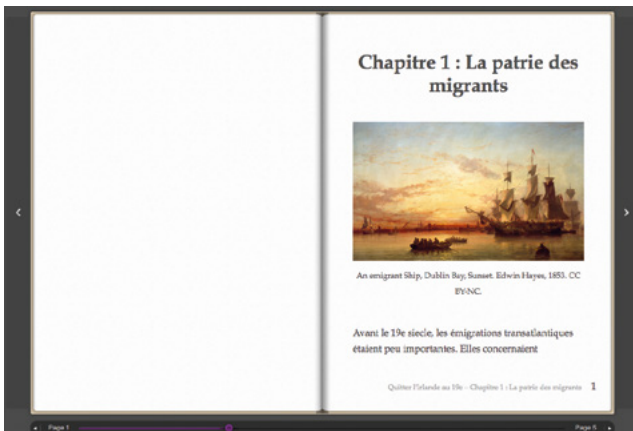 Chapitre 1 : La patrie des
migrants
An emigrant Ship, Dublin Bay, Sunset. Edwin Hayes, 1853. CC
BY-NC.
Avant le 19e siecle, les émigrations transatlantiques
étaient peu importantes. Elles concernaient
Quitter l'Irlande au 19e - Chapitre 1 : La patrie des migrants 1
Page 1 Page 5